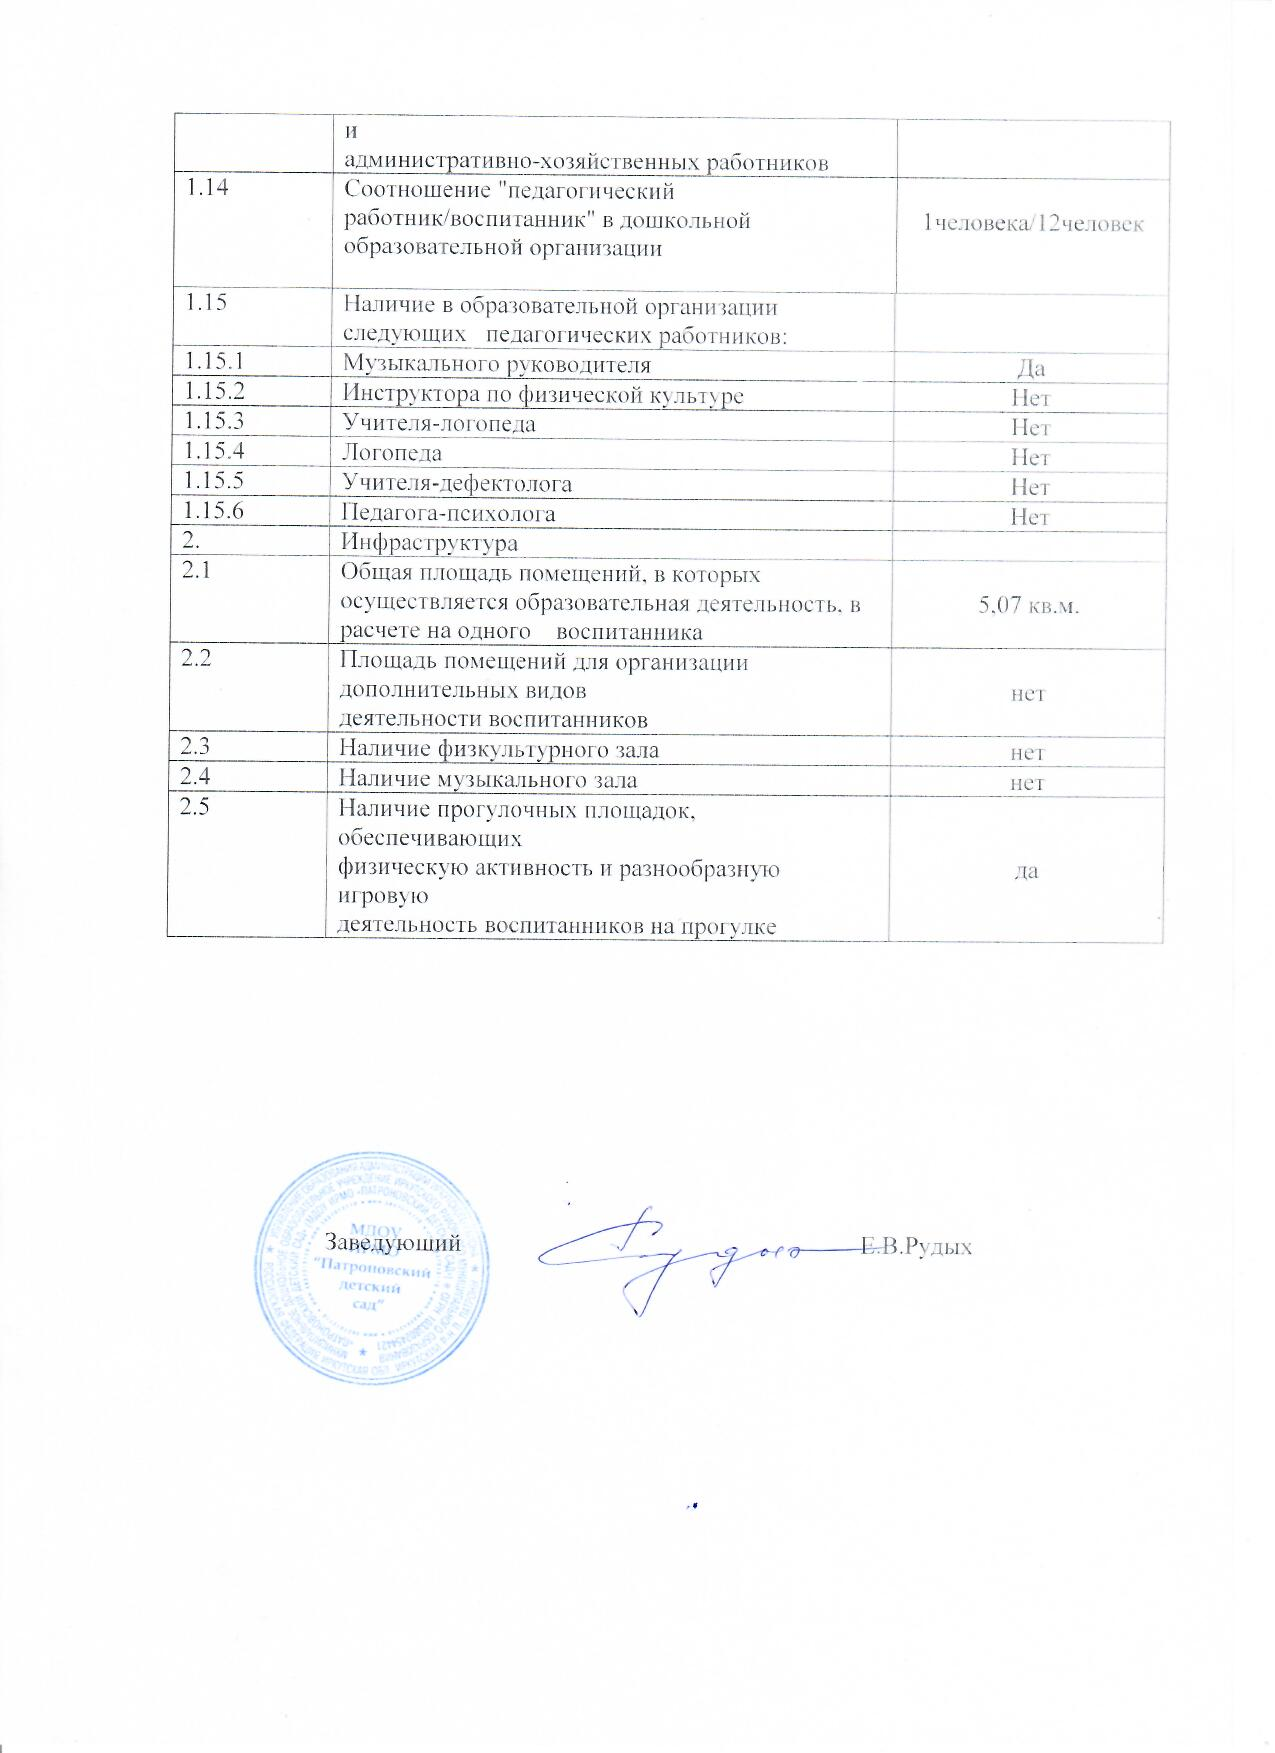 и
административно-хозяйственных работников
1.14 Соотношение "педагогический
работник/воспитанник" в дошкольной
образовательной организации
1человека/12человек
1.15 Наличие в образовательной организации
следующих педагогических работников:
1.15.1 Музыкального руководителя Да
1.15.2 Инструктора по физической культуре Нет
1.15.3 Учителя-логопеда Нет
1.15.4 Логопеда Нет
1.15.5 Учителя-дефектолога Нет
1.15.6 Педагога-психолога Нет
2. Инфраструктура
2.1 Общая площадь помещений, в которых
осуществляется образовательная деятельность, в
расчете на одного воспитанника
5,07 кв.м.
2.2 Площадь помещений для организации
дополнительных видов
деятельности воспитанников
нет
2.3 Наличие физкультурного зала нет
2.4 Наличие музыкального зала нет
2.5 Наличие прогулочных площадок,
обеспечивающих
физическую активность и разнообразную
игровую
деятельность воспитанников на прогулке
да
Заведующий Е.В.Рудых
МДОУ
ИРМО
"Патроновский
детский
сад"